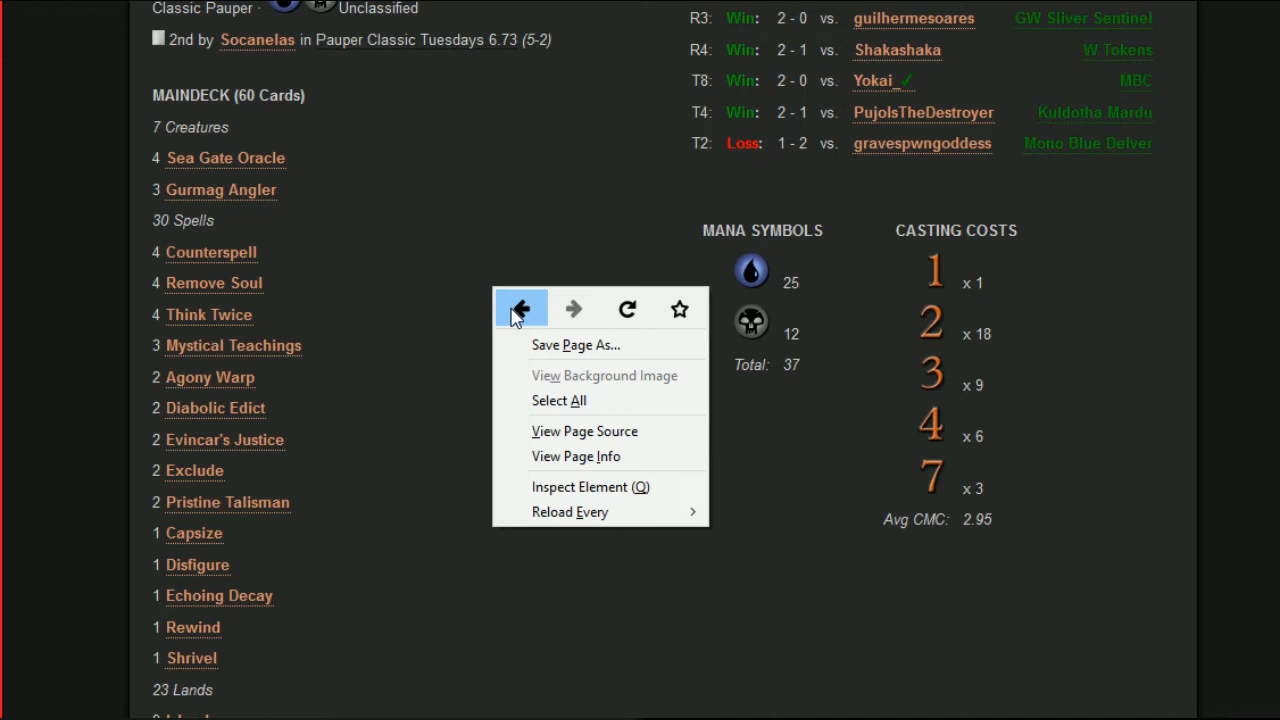 Classic Pauper · Unclassified
2nd by Socanelas in Pauper Classic Tuesdays 6.73 (5-2)
MAINDECK (60 Cards)
7 Creatures
4 Sea Gate Oracle
3 Gurmag Angler
30 Spells
4 Counterspell
4 Remove Soul
4 Think Twice
3 Mystical Teachings
2 Agony Warp
2 Diabolic Edict
2 Evincar's Justice
2 Exclude
2 Pristine Talisman
1 Capsize
1 Disfigure
1 Echoing Decay
1 Rewind
1 Shrivel
23 Lands
Save Page As...
View Background Image
Select All
View Page Source
View Page Info
Inspect Element (Q)
Reload Every
R3: Win: 2 - 0 vs. guilhermesoares GW Sliver Sentinel
R4: Win: 2 - 1 vs. Shakashaka W Tokens
T8: Win: 2 - 0 vs. Yokai_✓ MBC
T4: Win: 2 - 1 vs. PujolsTheDestroyer Kuldotha Mardu
T2: Loss: 1 - 2 vs. gravespwngoddess Mono Blue Delver
MANA SYMBOLS
25
12
Total: 37
CASTING COSTS
1 x 1
2 x 18
3 x 9
4 x 6
7 x 3
Avg CMC: 2.95